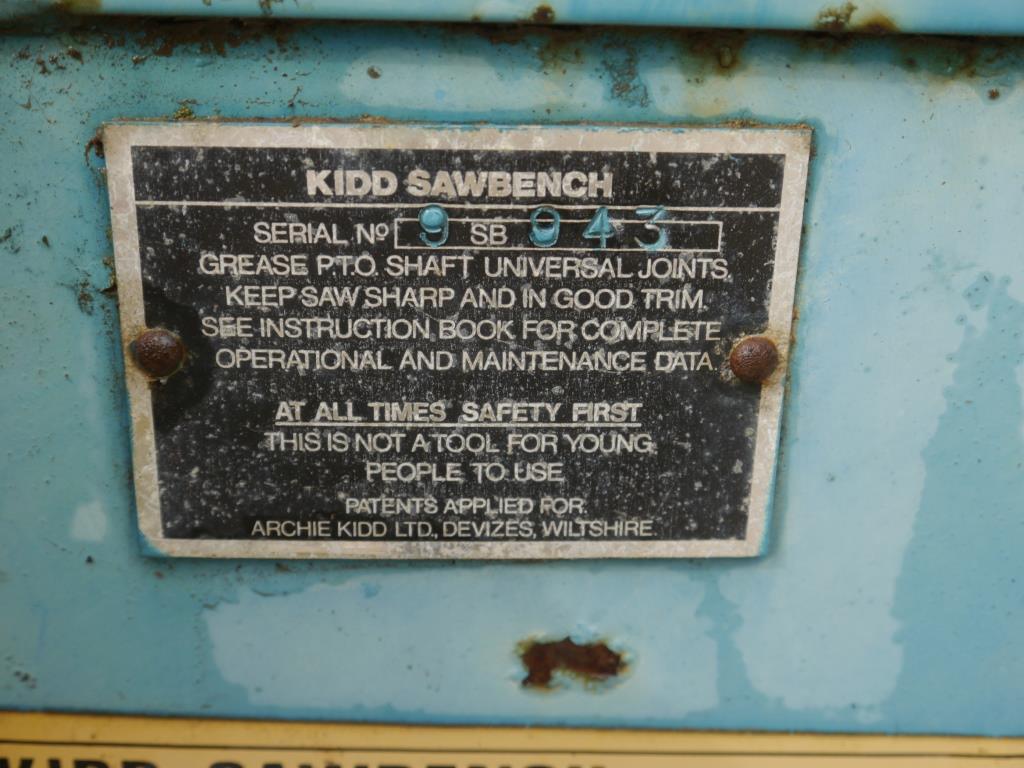 KIDD SAWBENCH
SERIAL Nº 9 SB 943
GREASE P.T.O. SHAFT UNIVERSAL JOINTS.
KEEP SAW SHARP AND IN GOOD TRIM.
SEE INSTRUCTION BOOK FOR COMPLETE
OPERATIONAL AND MAINTENANCE DATA.
AT ALL TIMES SAFETY FIRST
THIS IS NOT A TOOL FOR YOUNG
PEOPLE TO USE
PATENTS APPLIED FOR.
ARCHIE KIDD LTD., DEVIZES, WILTSHIRE.
KIDD SAWBENCH